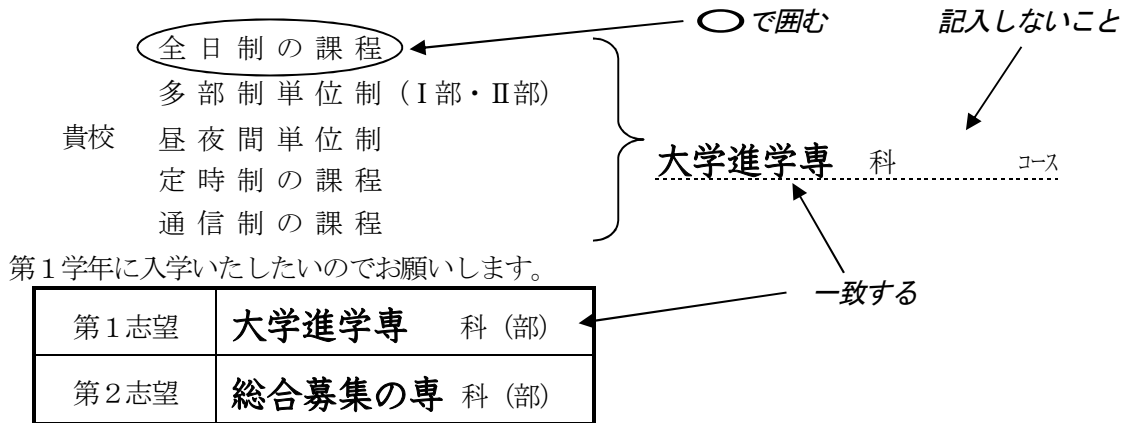 ○で囲む 記入しないこと
全日制の課程
多部制単位制(Ⅰ部・Ⅱ部)
貴校 昼夜間単位制
大学進学専 科 コース
定時制の課程
通信制の課程
第1学年に入学いたしたいのでお願いします。
一致する
第1志望 大学進学専 科(部)
第2志望 総合募集の専 科(部)